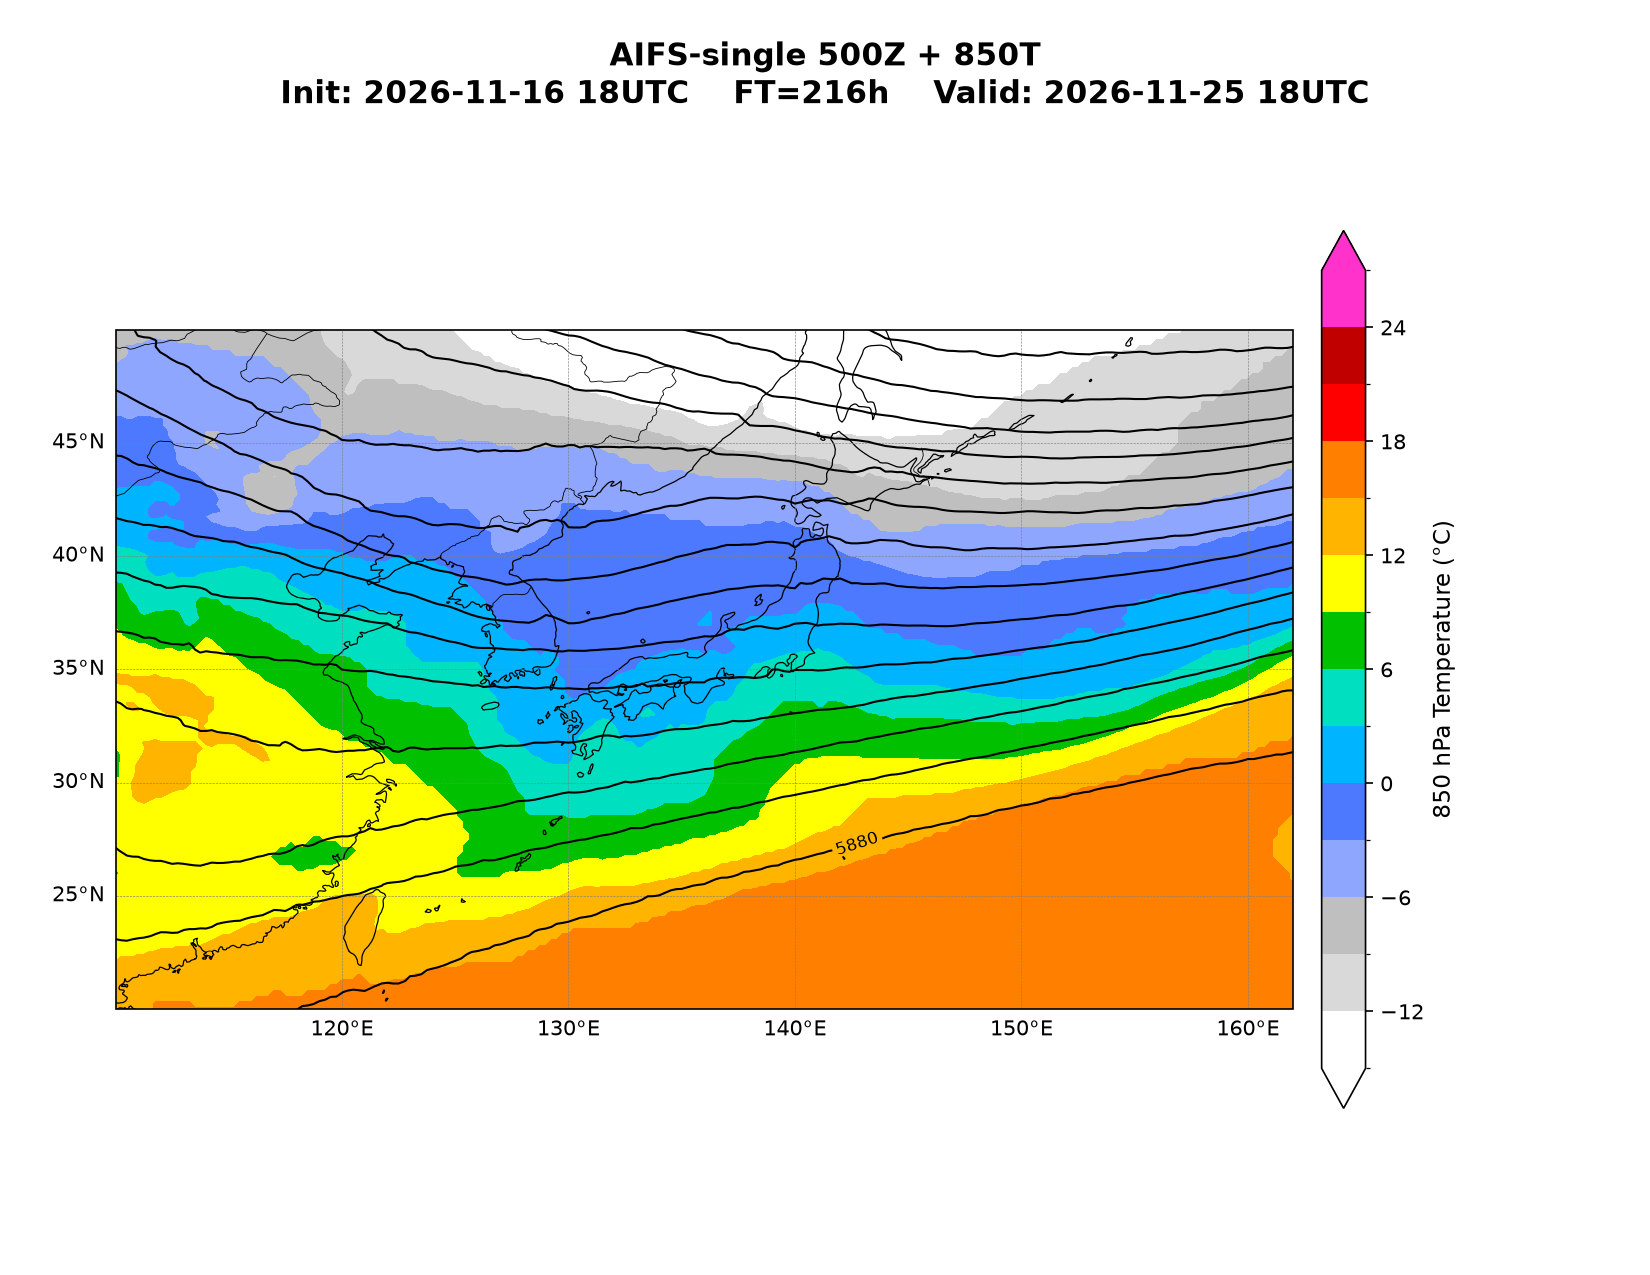 AIFS-single 500Z + 850T
Init: 2026-11-16 18UTC    FT=216h    Valid: 2026-11-25 18UTC
24
18
12
6
0
−6
−12
850 hPa Temperature (°C)
45°N
40°N
35°N
30°N
25°N
5880
120°E
130°E
140°E
150°E
160°E